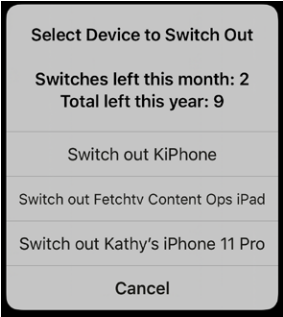 Select Device to Switch Out
Switches left this month: 2
Total left this year: 9
Switch out KiPhone
Switch out Fetchtv Content Ops iPad
Switch out Kathy's iPhone 11 Pro
Cancel